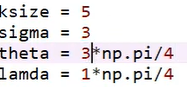 ksize = 5
sigma = 3
theta = 3*np.pi/4
lamda = 1*np.pi/4